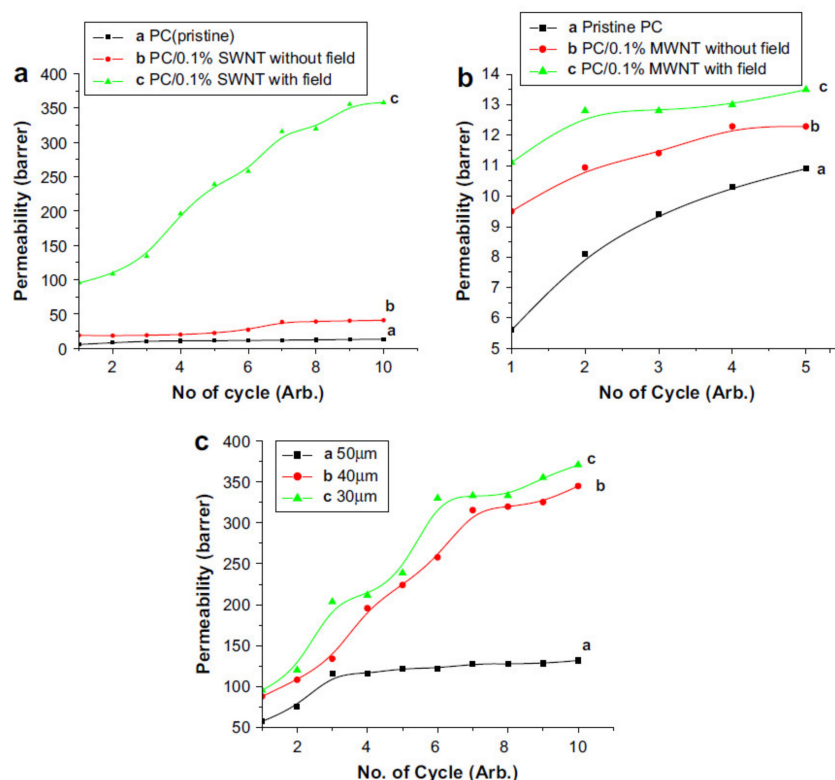 a
a PC(pristine)
b PC/0.1% SWNT without field
c PC/0.1% SWNT with field
400
350
300
250
200
150
100
50
0
Permeability (barrer)
2
4
6
8
10
No of cycle (Arb.)
c
b
a
b
a Pristine PC
b PC/0.1% MWNT without field
c PC/0.1% MWNT with field
14
13
12
11
10
9
8
7
6
5
Permeability (barrer)
1
2
3
4
5
No of Cycle (Arb.)
c
b
a
c
a 50µm
b 40µm
c 30µm
400
350
300
250
200
150
100
50
Permeability (barrer)
2
4
6
8
10
No. of Cycle (Arb.)
c
b
a